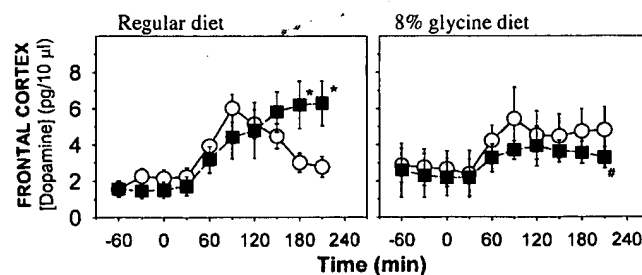 Regular diet
8% glycine diet
FRONTAL CORTEX
[Dopamine] (pg/10 µl)
8
6
4
2
0
* *
#
-60 0 60 120 180 240
-60 0 60 120 180 240
Time (min)